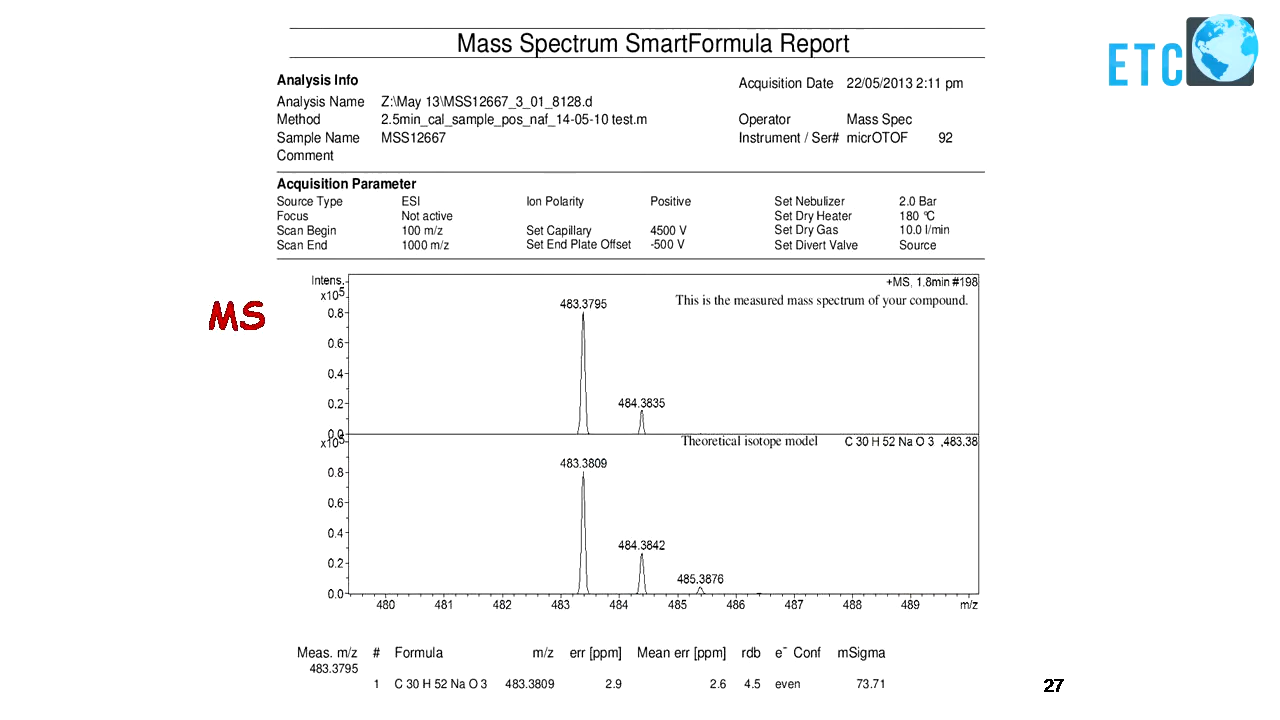 Mass Spectrum SmartFormula Report
ETC
Analysis Info
Acquisition Date 22/05/2013 2:11 pm
Analysis Name Z:\May 13\MSS12667_3_01_8128.d
Method 2.5min_cal_sample_pos_naf_14-05-10 test.m Operator Mass Spec
Sample Name MSS12667 Instrument / Ser# micrOTOF 92
Comment
Acquisition Parameter
Source Type ESI Ion Polarity Positive Set Nebulizer 2.0 Bar
Focus Not active Set Dry Heater 180 °C
Scan Begin 100 m/z Set Capillary 4500 V Set Dry Gas 10.0 l/min
Scan End 1000 m/z Set End Plate Offset -500 V Set Divert Valve Source
MS
Intens.
x10⁵
+MS, 1.8min #198
This is the measured mass spectrum of your compound.
483.3795
0.8
0.6
0.4
484.3835
0.2
0.0
x10⁵
Theoretical isotope model C 30 H 52 Na O 3 ,483.38
483.3809
0.8
0.6
484.3842
0.4
485.3876
0.2
0.0
480 481 482 483 484 485 486 487 488 489 m/z
Meas. m/z # Formula m/z err [ppm] Mean err [ppm] rdb e⁻ Conf mSigma
483.3795
1 C 30 H 52 Na O 3 483.3809 2.9 2.6 4.5 even 73.71
27